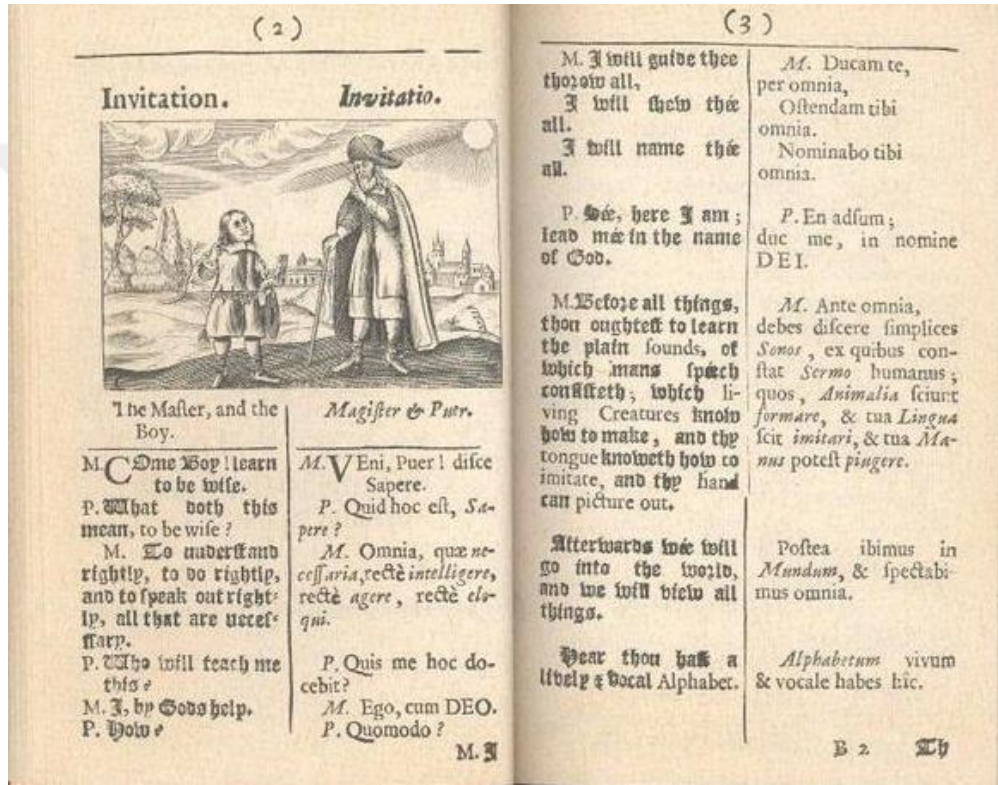 ( 2 )
Invitation.
Invitatio.
The Maſter, and the
Boy.
M. COme Boy ! learn
to be wiſe.
P. What doth this
mean, to be wiſe ?
M. To underſtand
rightly, to do rightly,
and to ſpeak out right-
ly, all that are neceſ-
ſary.
P. Who will teach me
this ?
M. I, by Gods help.
P. How ?
Magiſter & Puer.
M. VEni, Puer ! diſce
Sapere.
P. Quid hoc eſt, Sa-
pere ?
M. Omnia, quæ ne-
ceſſaria, rectè intelligere,
rectè agere, rectè elo-
qui.
P. Quis me hoc do-
cebit?
M. Ego, cum DEO.
P. Quomodo ?
M. I
( 3 )
M. I will guide thee
thorow all,
I will ſhew thée
all.
I will name thée
all.
P. Sée, here I am ;
lead mée in the name
of God.
M. Before all things,
thou oughteſt to learn
the plain ſounds, of
which mans ſpéech
conſiſteth ; which li-
ving Creatures know
how to make, and thy
tongue knoweth how to
imitate, and thy hand
can picture out.
Afterwards wée will
go into the world,
and we will view all
things.
Hear thou haſt a
lively & Vocal Alphabet.
M. Ducam te,
per omnia,
Oſtendam tibi
omnia.
Nominabo tibi
omnia.
P. En adſum ;
duc me, in nomine
DEI.
M. Ante omnia,
debes diſcere ſimplices
Sonos, ex quibus con-
ſtat Sermo humanus ;
quos, Animalia ſciunt
formare, & tua Lingua
ſcit imitari, & tua Ma-
nus poteſt pingere.
Poſtea ibimus in
Mundum, & ſpectabi-
mus omnia.
Alphabetum vivum
& vocale habes hîc.
B 2
Th